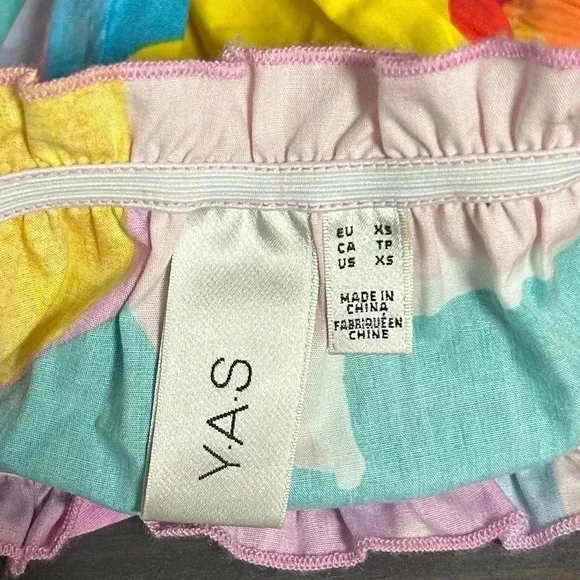 Y.A.S
EU XS
CA TP
US XS
MADE IN
CHINA
FABRIQUÉ EN
CHINE